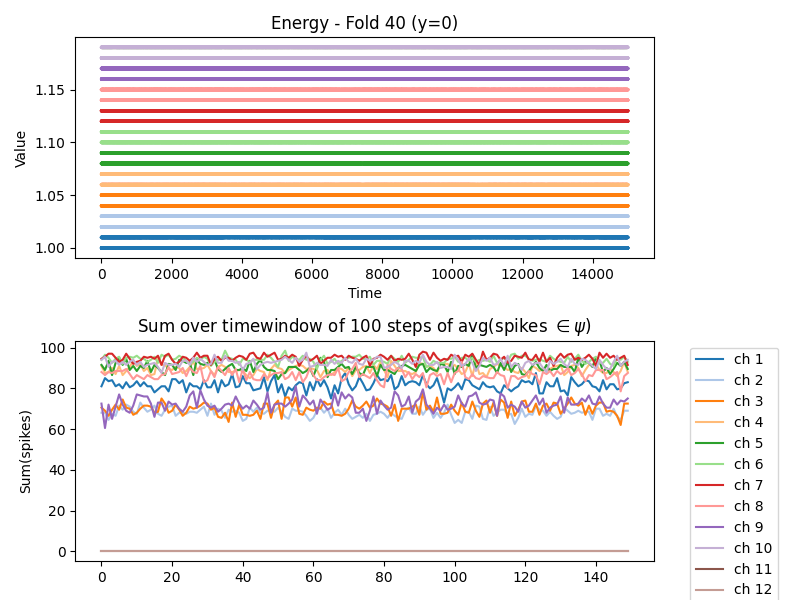 Energy - Fold 40 (y=0)
Value
1.15
1.10
1.05
1.00
0 2000 4000 6000 8000 10000 12000 14000
Time
Sum over timewindow of 100 steps of avg(spikes ∈ ψ)
Sum(spikes)
100
80
60
40
20
0
0 20 40 60 80 100 120 140
ch 1
ch 2
ch 3
ch 4
ch 5
ch 6
ch 7
ch 8
ch 9
ch 10
ch 11
ch 12